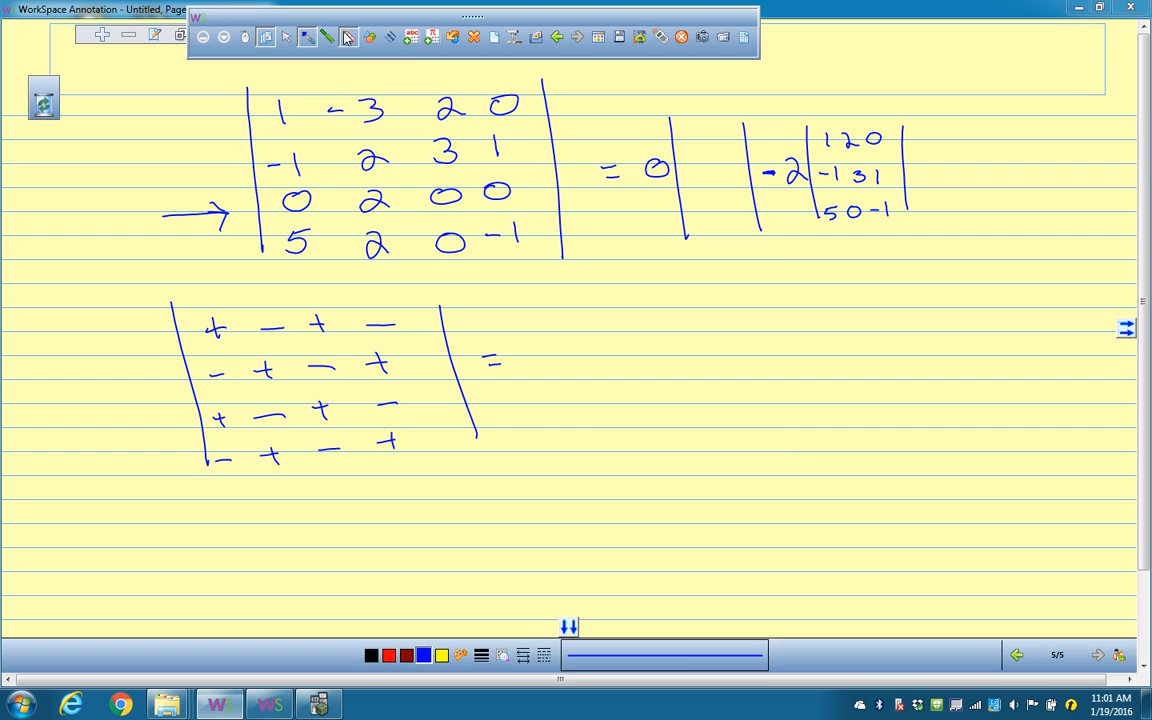 WorkSpace Annotation - Untitled, Page
1 -3 2 0
-1 2 3 1
0 2 0 0
5 2 0 -1
= 0 | | -2 | 1 2 0
-1 3 1
5 0 -1 |
+ - + -
- + - +
+ - + -
- + - +
=
5/5
11:01 AM
1/19/2016